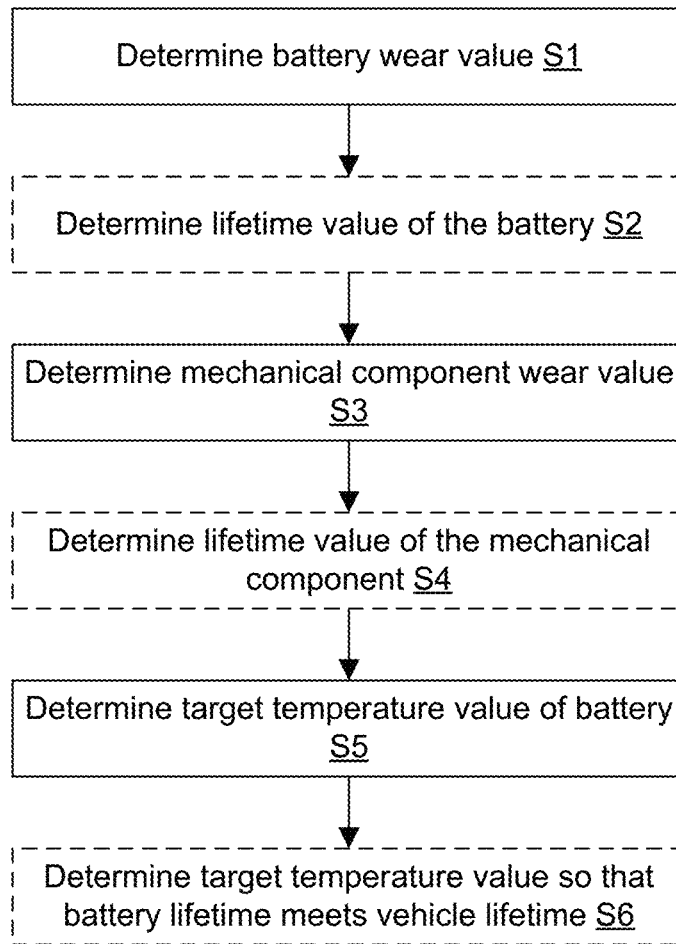 Determine battery wear value S1
Determine lifetime value of the battery S2
Determine mechanical component wear value
S3
Determine lifetime value of the mechanical
component S4
Determine target temperature value of battery
S5
Determine target temperature value so that
battery lifetime meets vehicle lifetime S6